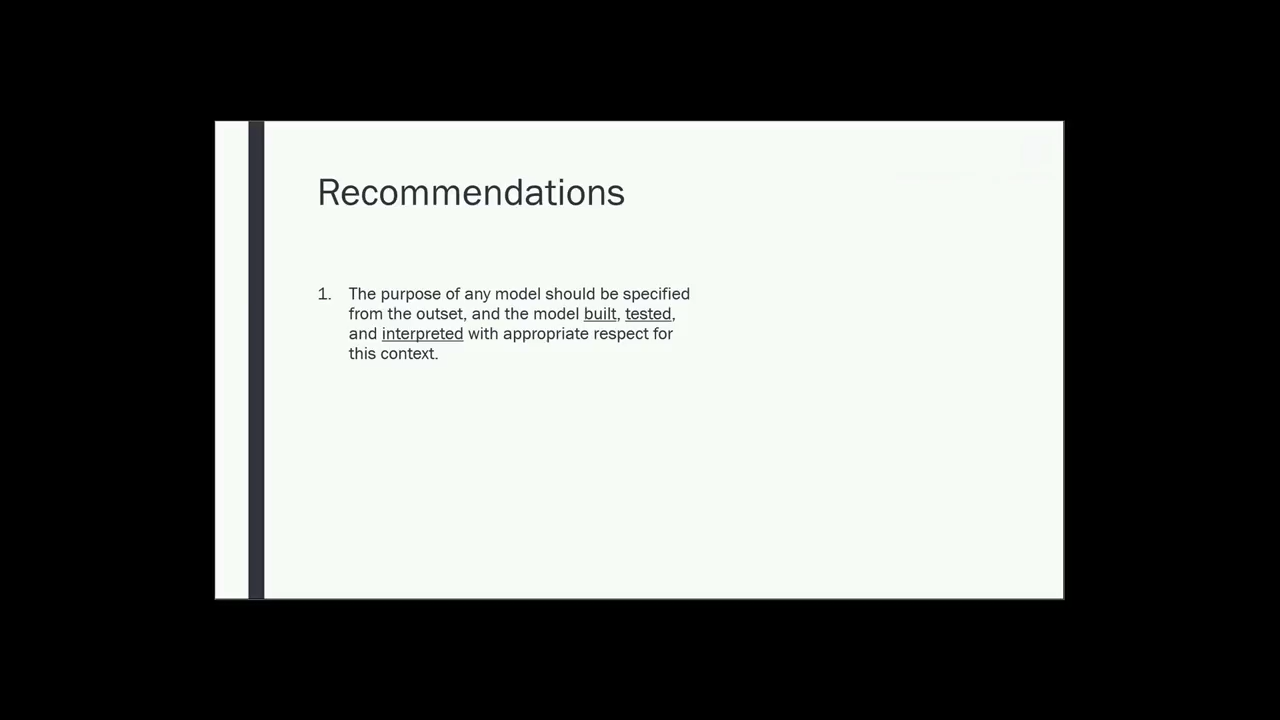 Recommendations
1. The purpose of any model should be specified
from the outset, and the model built, tested,
and interpreted with appropriate respect for
this context.